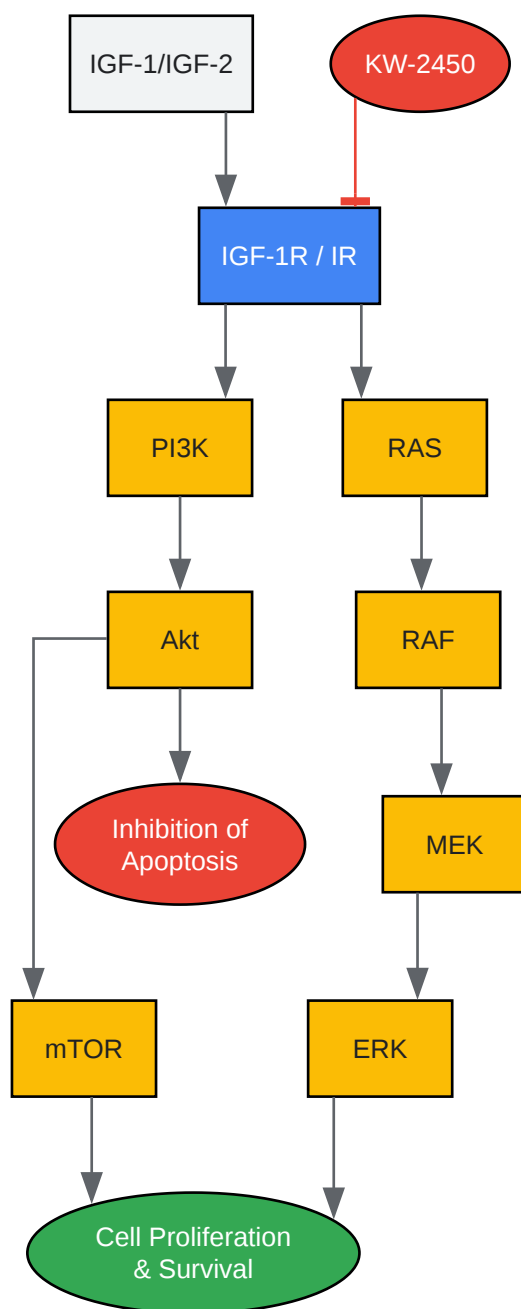 IGF-1/IGF-2
KW-2450
IGF-1R / IR
PI3K
RAS
Akt
RAF
Inhibition of
Apoptosis
MEK
mTOR
ERK
Cell Proliferation
& Survival